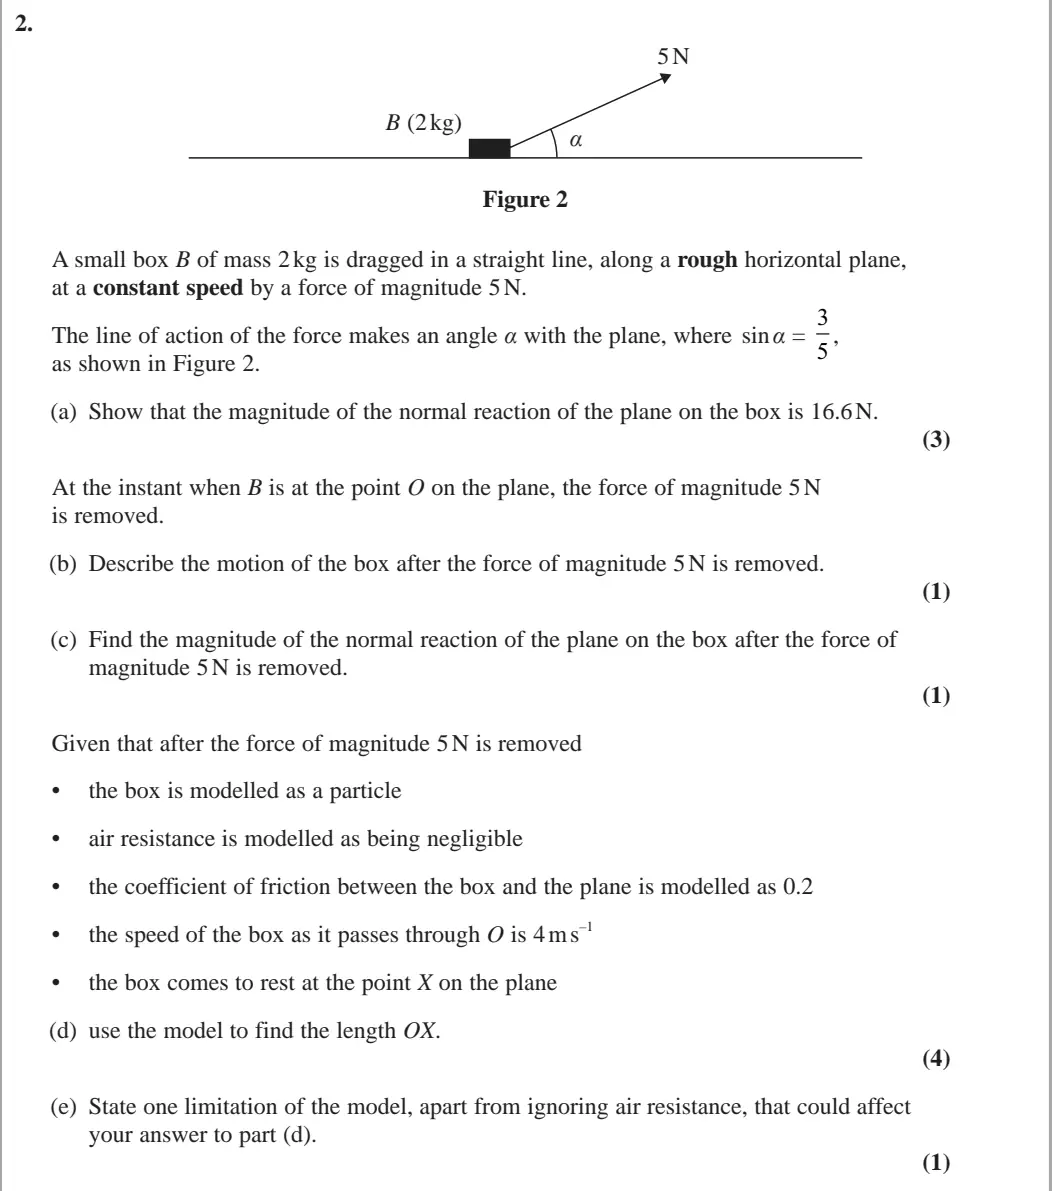 2.
5 N
B (2 kg)
α
Figure 2
A small box B of mass 2 kg is dragged in a straight line, along a rough horizontal plane,
at a constant speed by a force of magnitude 5 N.
The line of action of the force makes an angle α with the plane, where sin α = 3/5,
as shown in Figure 2.
(a) Show that the magnitude of the normal reaction of the plane on the box is 16.6 N.
(3)
At the instant when B is at the point O on the plane, the force of magnitude 5 N
is removed.
(b) Describe the motion of the box after the force of magnitude 5 N is removed.
(1)
(c) Find the magnitude of the normal reaction of the plane on the box after the force of
magnitude 5 N is removed.
(1)
Given that after the force of magnitude 5 N is removed
• the box is modelled as a particle
• air resistance is modelled as being negligible
• the coefficient of friction between the box and the plane is modelled as 0.2
• the speed of the box as it passes through O is 4 m s⁻¹
• the box comes to rest at the point X on the plane
(d) use the model to find the length OX.
(4)
(e) State one limitation of the model, apart from ignoring air resistance, that could affect
your answer to part (d).
(1)